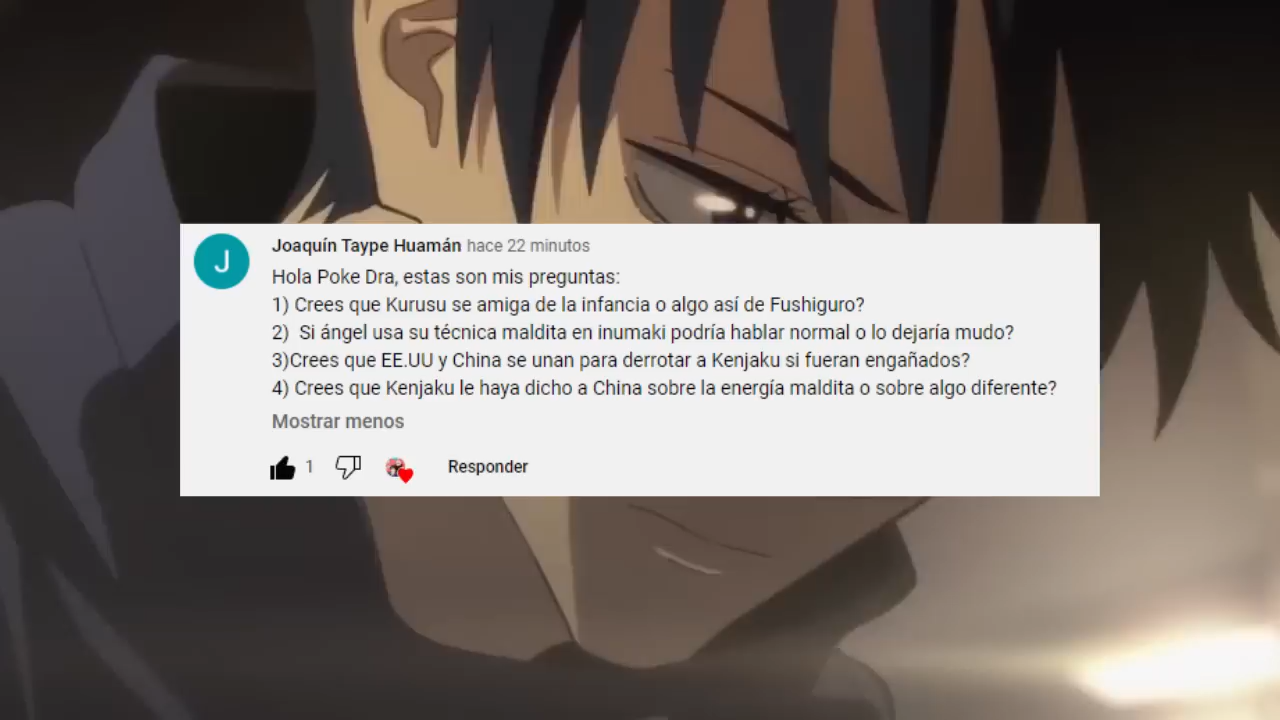 J
Joaquín Taype Huamán hace 22 minutos
Hola Poke Dra, estas son mis preguntas:
1) Crees que Kurusu se amiga de la infancia o algo así de Fushiguro?
2)  Si ángel usa su técnica maldita en inumaki podría hablar normal o lo dejaría mudo?
3)Crees que EE.UU y China se unan para derrotar a Kenjaku si fueran engañados?
4) Crees que Kenjaku le haya dicho a China sobre la energía maldita o sobre algo diferente?
Mostrar menos
1 Responder